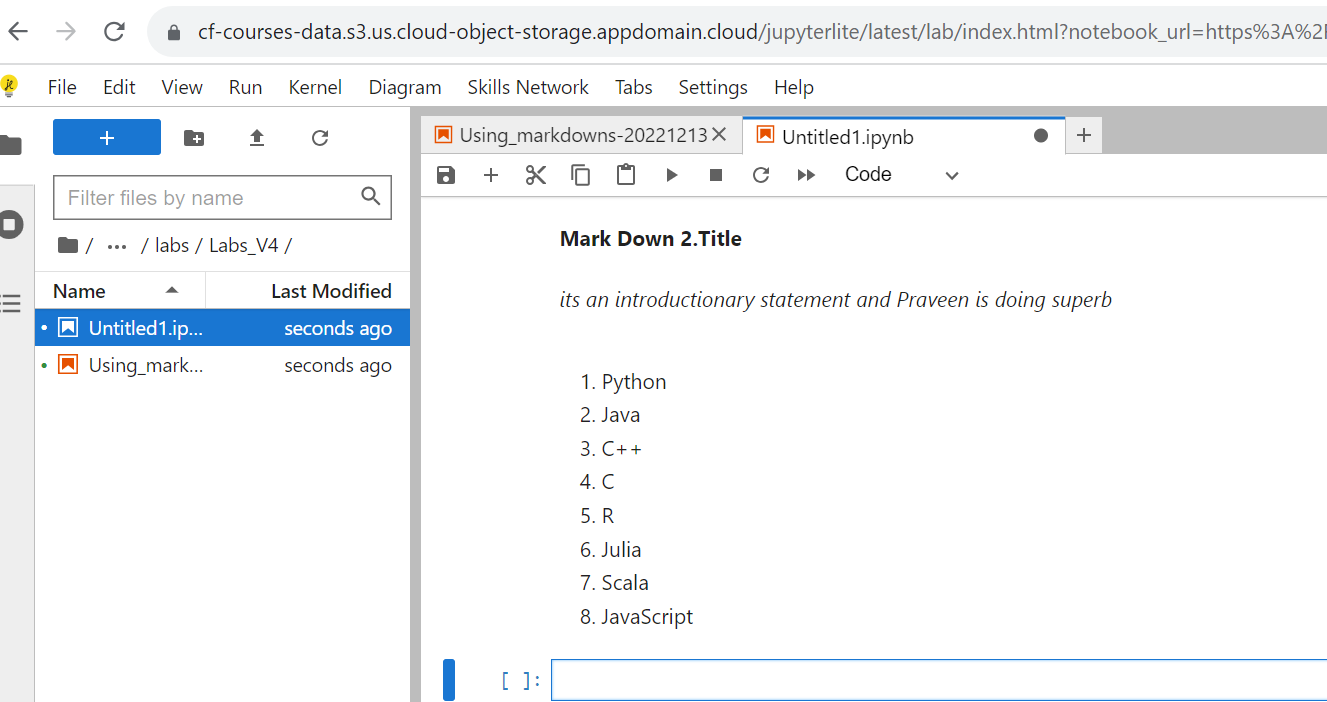 cf-courses-data.s3.us.cloud-object-storage.appdomain.cloud/jupyterlite/latest/lab/index.html?notebook_url=https%3A%2F
File Edit View Run Kernel Diagram Skills Network Tabs Settings Help
+
Using_markdowns-20221213 Untitled1.ipynb
Code
Filter files by name
/ ... / labs / Labs_V4 /
Name Last Modified
Untitled1.ip... seconds ago
Using_mark... seconds ago
Mark Down 2.Title
its an introductionary statement and Praveen is doing superb
1. Python
2. Java
3. C++
4. C
5. R
6. Julia
7. Scala
8. JavaScript
[ ]: